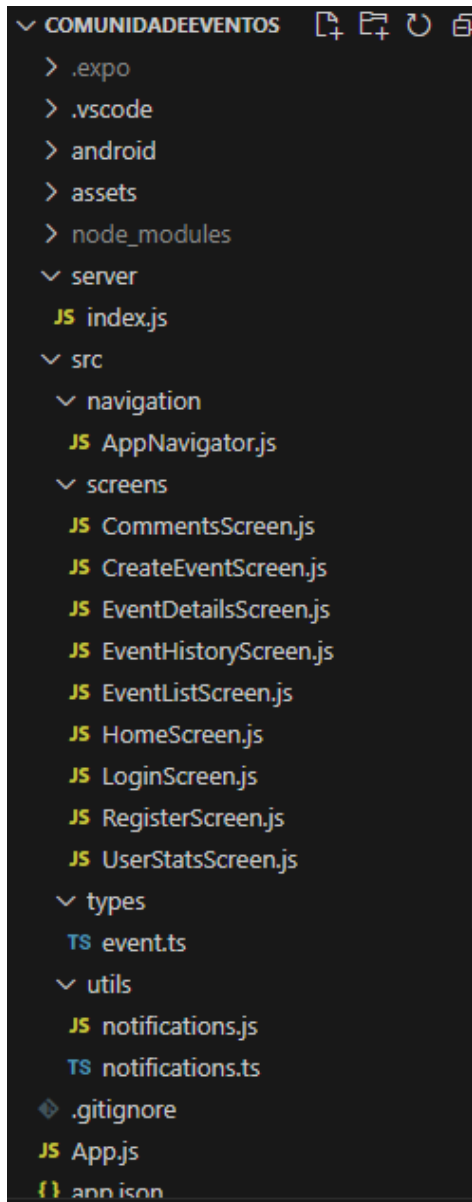 COMUNIDADEEVENTOS
.expo
.vscode
android
assets
node_modules
server
JS index.js
src
navigation
JS AppNavigator.js
screens
JS CommentsScreen.js
JS CreateEventScreen.js
JS EventDetailsScreen.js
JS EventHistoryScreen.js
JS EventListScreen.js
JS HomeScreen.js
JS LoginScreen.js
JS RegisterScreen.js
JS UserStatsScreen.js
types
TS event.ts
utils
JS notifications.js
TS notifications.ts
.gitignore
JS App.js
{} app.json